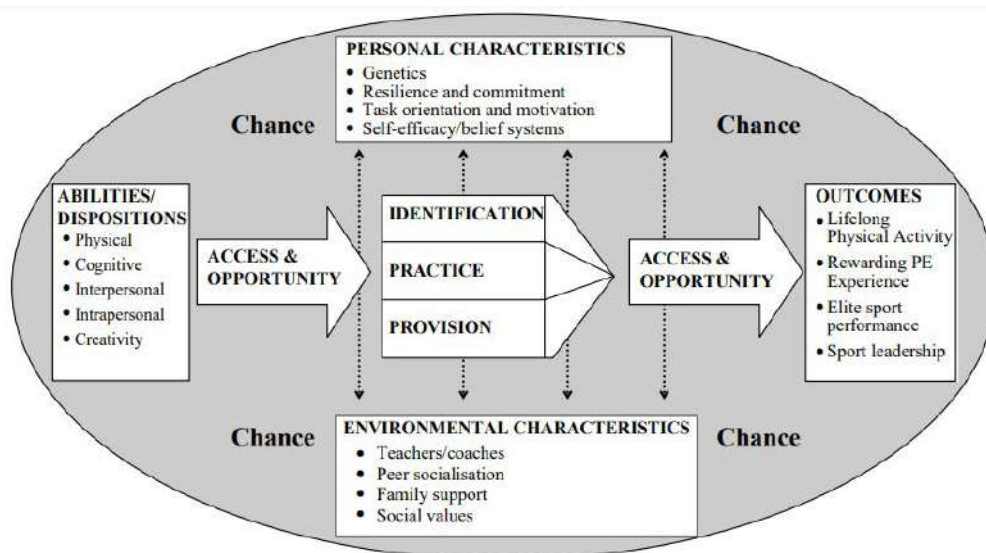 PERSONAL CHARACTERISTICS
• Genetics
• Resilience and commitment
• Task orientation and motivation
• Self-efficacy/belief systems
Chance
Chance
ABILITIES/
DISPOSITIONS
• Physical
• Cognitive
• Interpersonal
• Intrapersonal
• Creativity
ACCESS &
OPPORTUNITY
IDENTIFICATION
PRACTICE
PROVISION
ACCESS &
OPPORTUNITY
OUTCOMES
• Lifelong
Physical Activity
• Rewarding PE
Experience
• Elite sport
performance
• Sport leadership
Chance
Chance
ENVIRONMENTAL CHARACTERISTICS
• Teachers/coaches
• Peer socialisation
• Family support
• Social values